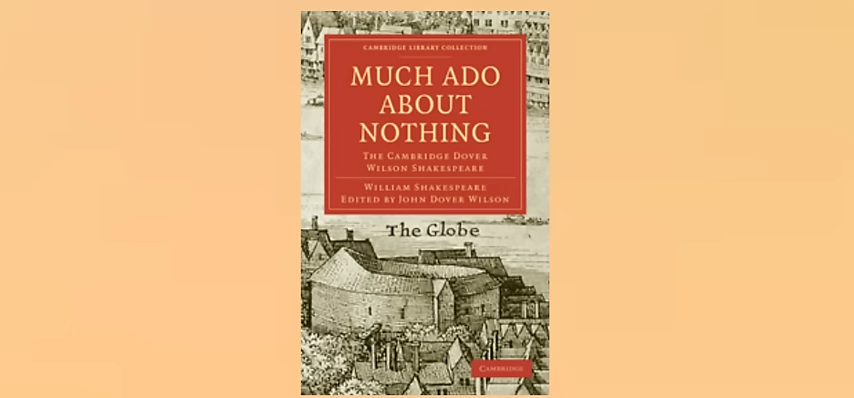 CAMBRIDGE LIBRARY COLLECTION
MUCH ADO
ABOUT
NOTHING
THE CAMBRIDGE DOVER
WILSON SHAKESPEARE
WILLIAM SHAKESPEARE
EDITED BY JOHN DOVER WILSON
The Globe
CAMBRIDGE